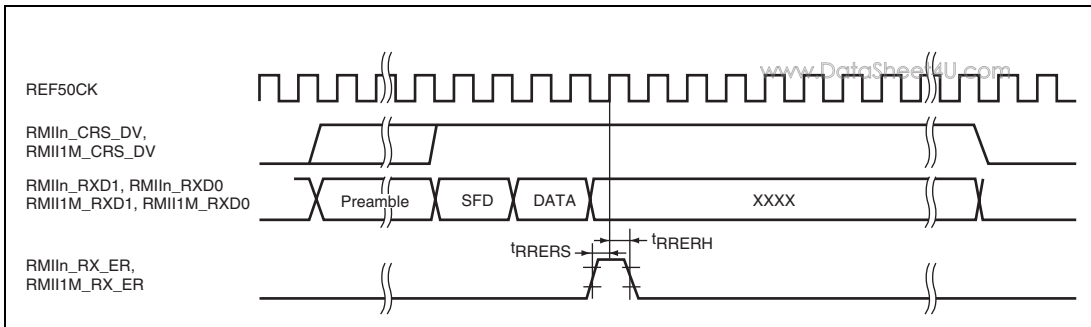 www.DataSheet4U.com
REF50CK
RMIIn_CRS_DV,
RMII1M_CRS_DV
RMIIn_RXD1, RMIIn_RXD0
RMII1M_RXD1, RMII1M_RXD0
Preamble SFD DATA XXXX
tRRERS tRRERH
RMIIn_RX_ER,
RMII1M_RX_ER